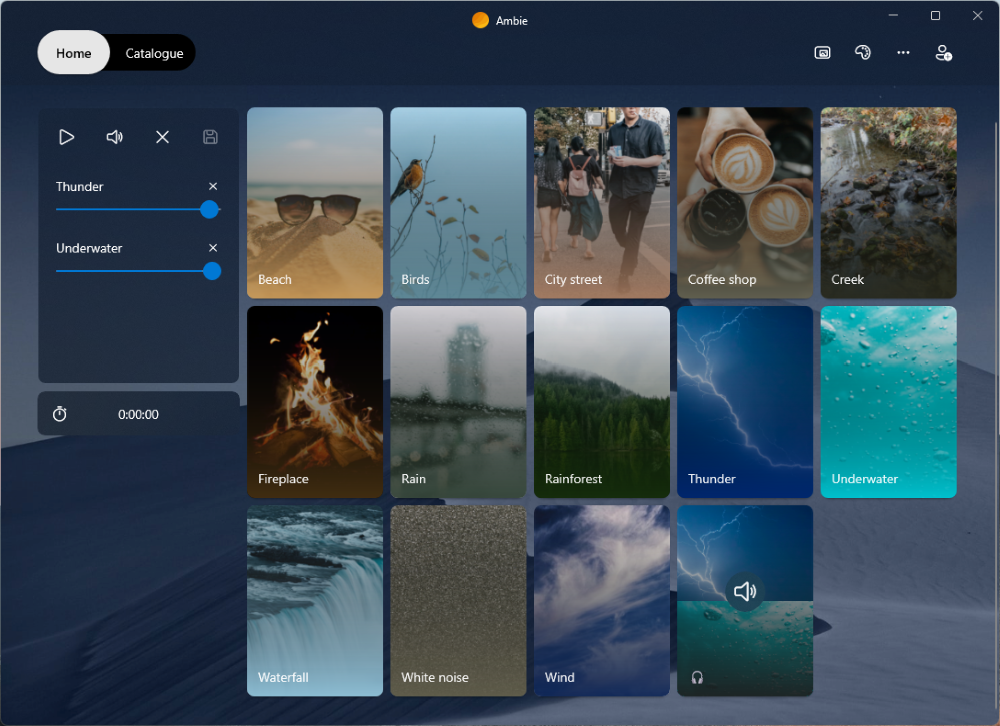 Ambie
Home
Catalogue
Thunder
Underwater
0:00:00
Beach
Birds
City street
Coffee shop
Creek
Fireplace
Rain
Rainforest
Thunder
Underwater
Waterfall
White noise
Wind